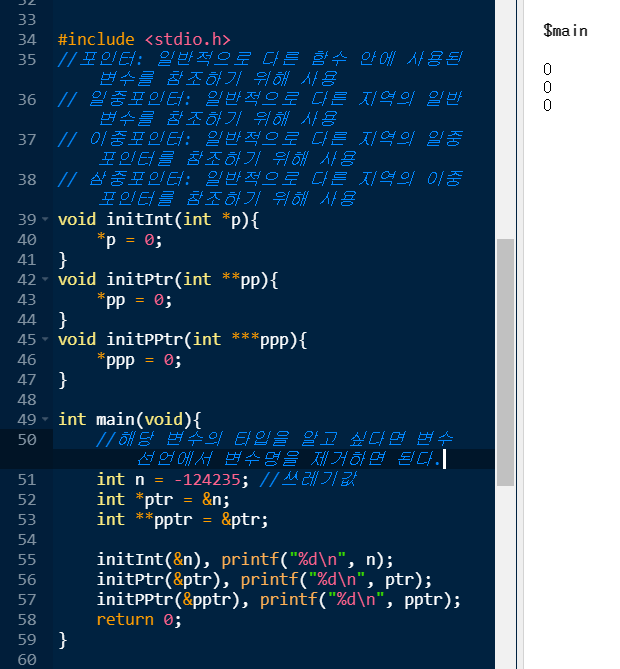 32
33
34 #include <stdio.h>
35 //포인터: 일반적으로 다른 함수 안에 사용된
변수를 참조하기 위해 사용
36 // 일중포인터: 일반적으로 다른 지역의 일반
변수를 참조하기 위해 사용
37 // 이중포인터: 일반적으로 다른 지역의 일중
포인터를 참조하기 위해 사용
38 // 삼중포인터: 일반적으로 다른 지역의 이중
포인터를 참조하기 위해 사용
39 void initInt(int *p){
40     *p = 0;
41 }
42 void initPtr(int **pp){
43     *pp = 0;
44 }
45 void initPPtr(int ***ppp){
46     *ppp = 0;
47 }
48
49 int main(void){
50     //해당 변수의 타입을 알고 싶다면 변수
선언에서 변수명을 제거하면 된다.
51     int n = -124235; //쓰레기값
52     int *ptr = &n;
53     int **pptr = &ptr;
54
55     initInt(&n), printf("%d\n", n);
56     initPtr(&ptr), printf("%d\n", ptr);
57     initPPtr(&pptr), printf("%d\n", pptr);
58     return 0;
59 }
60
$main
0
0
0